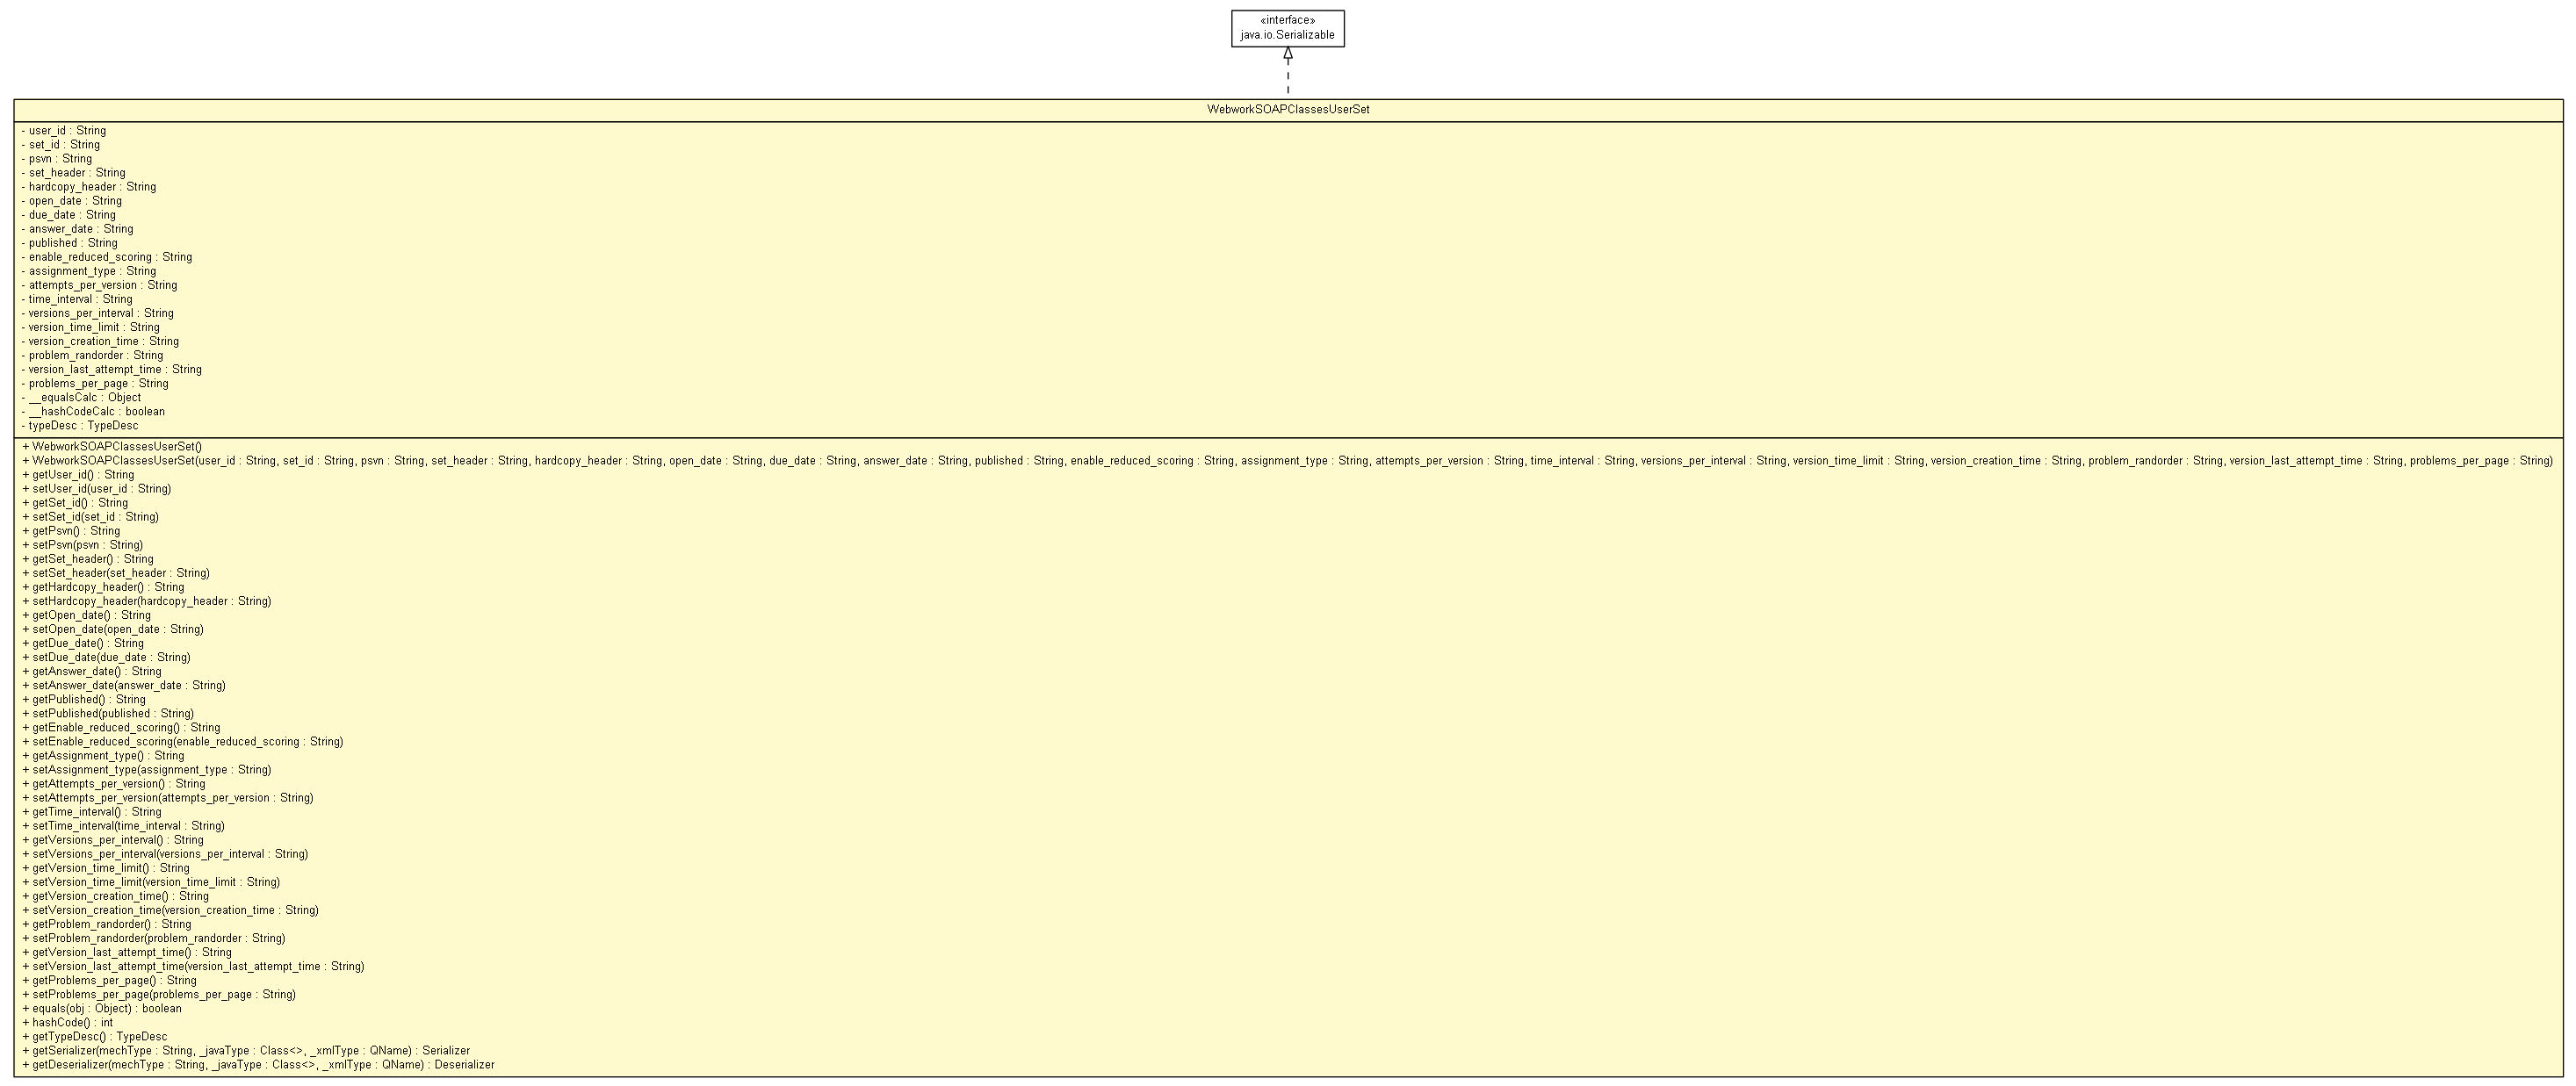 «interface»
java.io.Serializable
WebworkSOAPClassesUserSet
- user_id : String
- set_id : String
- psvn : String
- set_header : String
- hardcopy_header : String
- open_date : String
- due_date : String
- answer_date : String
- published : String
- enable_reduced_scoring : String
- assignment_type : String
- attempts_per_version : String
- time_interval : String
- versions_per_interval : String
- version_time_limit : String
- version_creation_time : String
- problem_randorder : String
- version_last_attempt_time : String
- problems_per_page : String
- __equalsCalc : Object
- __hashCodeCalc : boolean
- typeDesc : TypeDesc
+ WebworkSOAPClassesUserSet()
+ WebworkSOAPClassesUserSet(user_id : String, set_id : String, psvn : String, set_header : String, hardcopy_header : String, open_date : String, due_date : String, answer_date : String, published : String, enable_reduced_scoring : String, assignment_type : String, attempts_per_version : String, time_interval : String, versions_per_interval : String, version_time_limit : String, version_creation_time : String, problem_randorder : String, version_last_attempt_time : String, problems_per_page : String)
+ getUser_id() : String
+ setUser_id(user_id : String)
+ getSet_id() : String
+ setSet_id(set_id : String)
+ getPsvn() : String
+ setPsvn(psvn : String)
+ getSet_header() : String
+ setSet_header(set_header : String)
+ getHardcopy_header() : String
+ setHardcopy_header(hardcopy_header : String)
+ getOpen_date() : String
+ setOpen_date(open_date : String)
+ getDue_date() : String
+ setDue_date(due_date : String)
+ getAnswer_date() : String
+ setAnswer_date(answer_date : String)
+ getPublished() : String
+ setPublished(published : String)
+ getEnable_reduced_scoring() : String
+ setEnable_reduced_scoring(enable_reduced_scoring : String)
+ getAssignment_type() : String
+ setAssignment_type(assignment_type : String)
+ getAttempts_per_version() : String
+ setAttempts_per_version(attempts_per_version : String)
+ getTime_interval() : String
+ setTime_interval(time_interval : String)
+ getVersions_per_interval() : String
+ setVersions_per_interval(versions_per_interval : String)
+ getVersion_time_limit() : String
+ setVersion_time_limit(version_time_limit : String)
+ getVersion_creation_time() : String
+ setVersion_creation_time(version_creation_time : String)
+ getProblem_randorder() : String
+ setProblem_randorder(problem_randorder : String)
+ getVersion_last_attempt_time() : String
+ setVersion_last_attempt_time(version_last_attempt_time : String)
+ getProblems_per_page() : String
+ setProblems_per_page(problems_per_page : String)
+ equals(obj : Object) : boolean
+ hashCode() : int
+ getTypeDesc() : TypeDesc
+ getSerializer(mechType : String, _javaType : Class<>, _xmlType : QName) : Serializer
+ getDeserializer(mechType : String, _javaType : Class<>, _xmlType : QName) : Deserializer